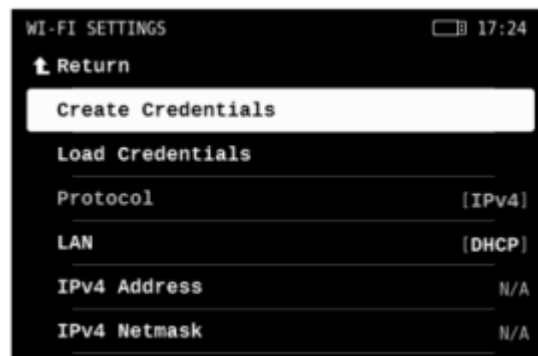 WI-FI SETTINGS 17:24
Return
Create Credentials
Load Credentials
Protocol [IPv4]
LAN [DHCP]
IPv4 Address N/A
IPv4 Netmask N/A